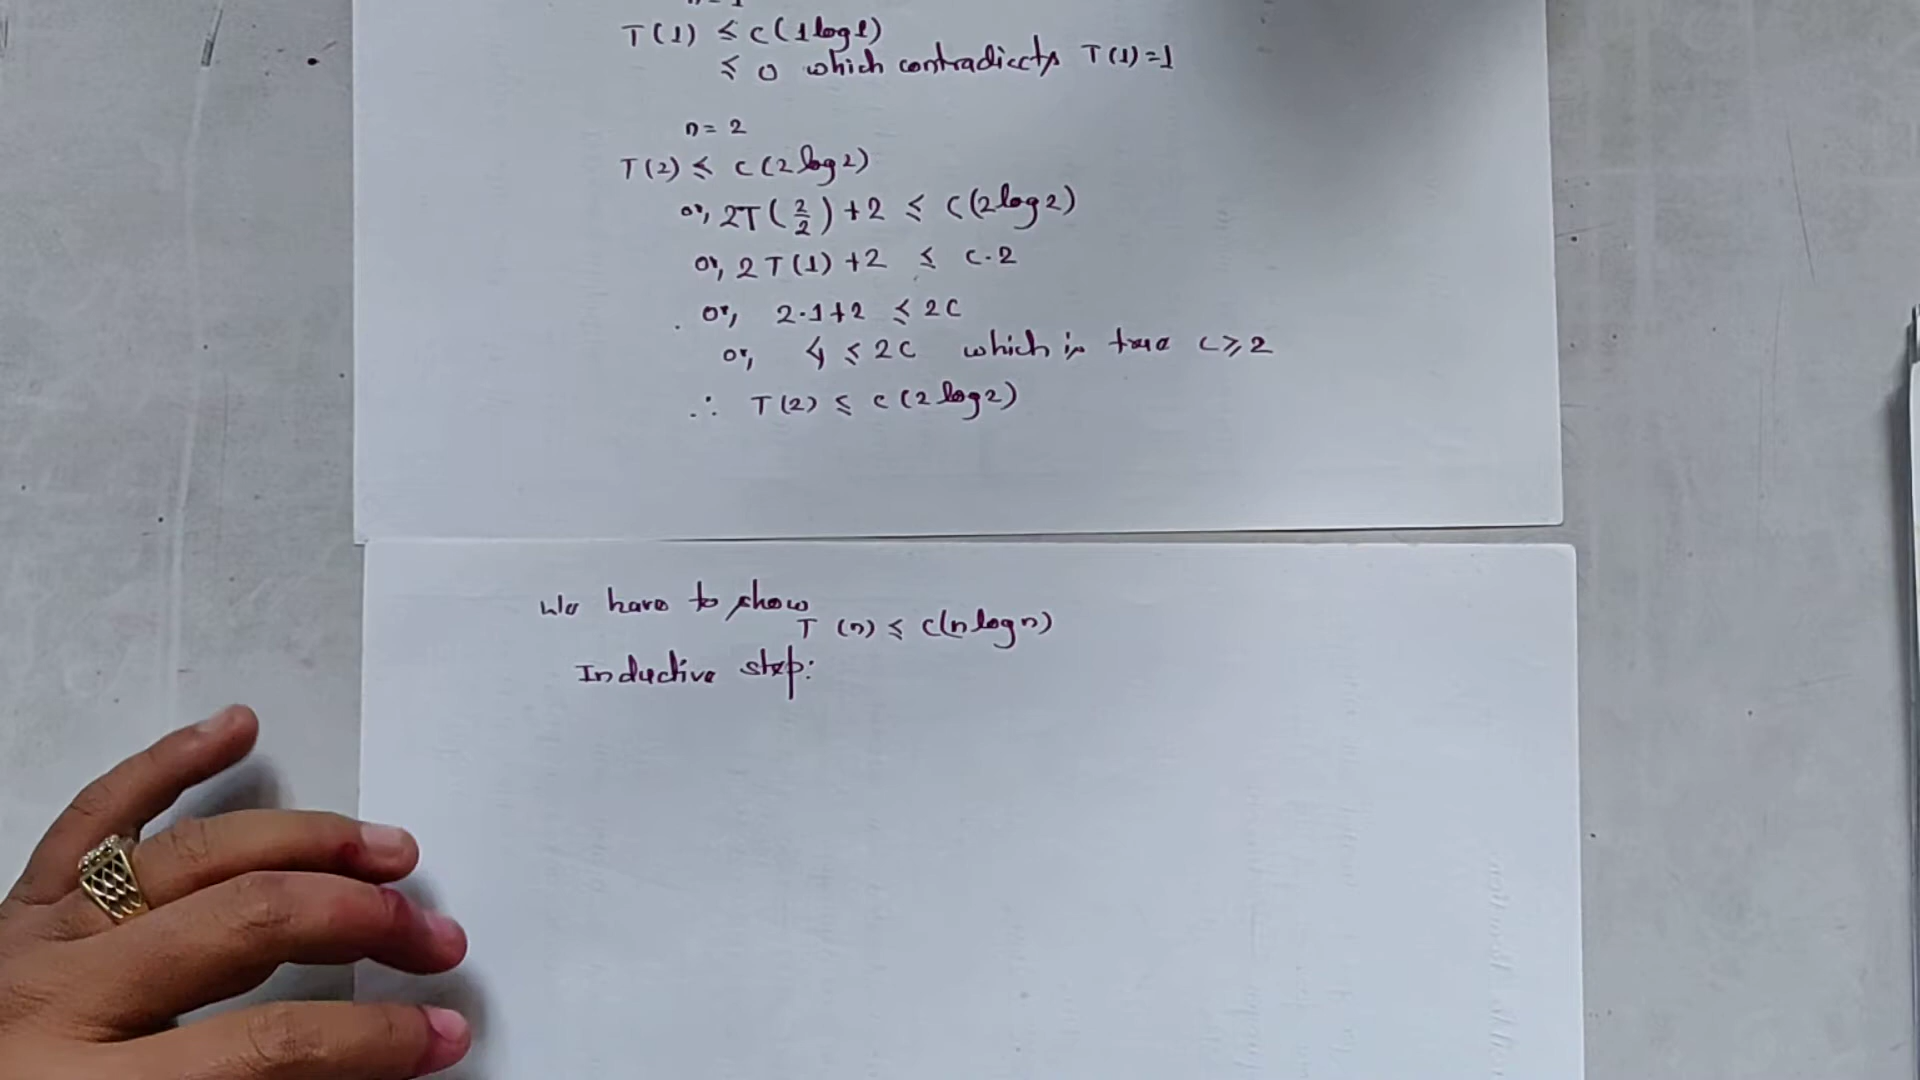 T(1) ≤ c(1log1)
≤ 0 which contradicts T(1)=1
n= 2
T(2) ≤ c(2log2)
or, 2T(2/2)+2 ≤ c(2log2)
or, 2T(1)+2 ≤ c.2
or, 2.1+2 ≤ 2c
or, 4 ≤ 2c which is true c≥2
∴ T(2) ≤ c(2log2)
We have to show
T(n) ≤ c(nlogn)
Inductive step: